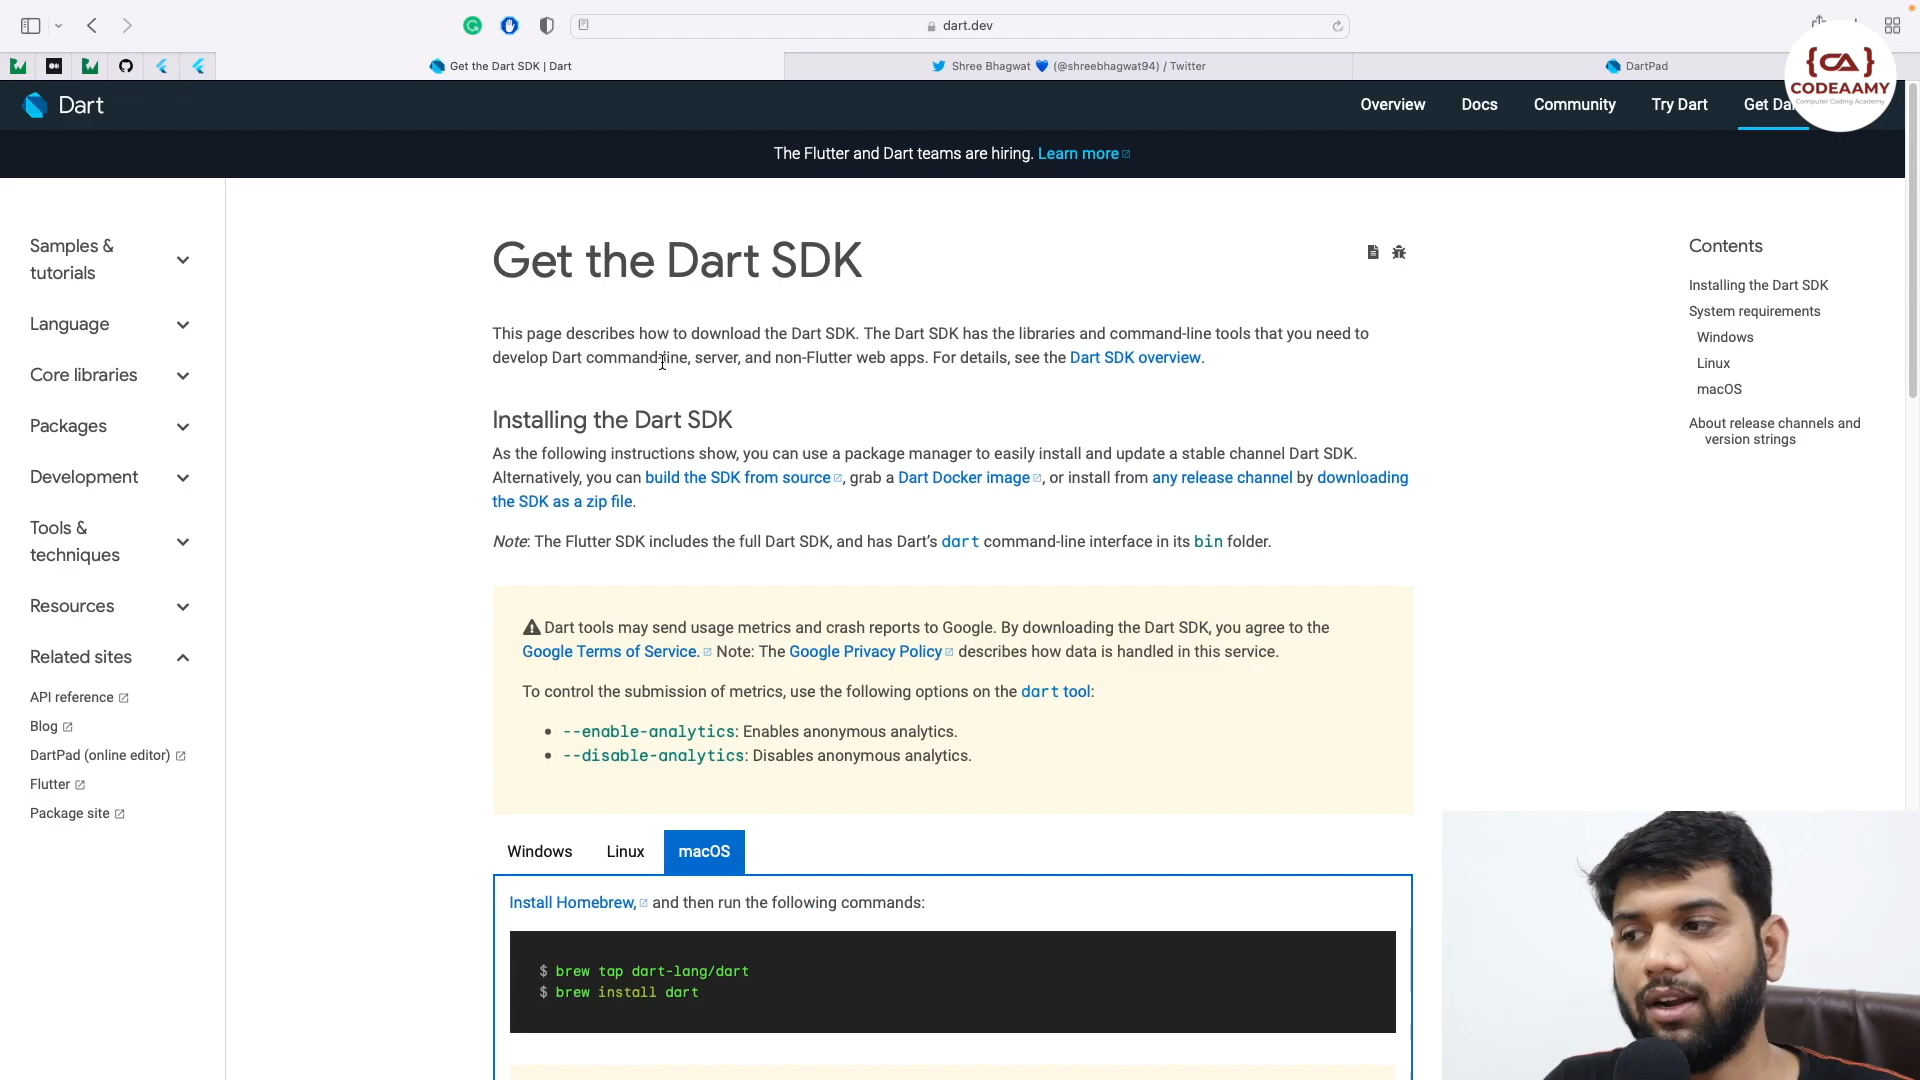 dart.dev
Get the Dart SDK | Dart
Shree Bhagwat 💙 (@shreebhagwat94) / Twitter
DartPad
{CA}
CODEAAMY
Computer Coding Academy
Dart
Overview
Docs
Community
Try Dart
Get Da
The Flutter and Dart teams are hiring. Learn more
Samples &
tutorials
Language
Core libraries
Packages
Development
Tools &
techniques
Resources
Related sites
API reference
Blog
DartPad (online editor)
Flutter
Package site
Get the Dart SDK
This page describes how to download the Dart SDK. The Dart SDK has the libraries and command-line tools that you need to
develop Dart command-line, server, and non-Flutter web apps. For details, see the Dart SDK overview.
Installing the Dart SDK
As the following instructions show, you can use a package manager to easily install and update a stable channel Dart SDK.
Alternatively, you can build the SDK from source, grab a Dart Docker image, or install from any release channel by downloading
the SDK as a zip file.
Note: The Flutter SDK includes the full Dart SDK, and has Dart’s dart command-line interface in its bin folder.
Dart tools may send usage metrics and crash reports to Google. By downloading the Dart SDK, you agree to the
Google Terms of Service. Note: The Google Privacy Policy describes how data is handled in this service.
To control the submission of metrics, use the following options on the dart tool:
• --enable-analytics: Enables anonymous analytics.
• --disable-analytics: Disables anonymous analytics.
Windows
Linux
macOS
Install Homebrew, and then run the following commands:
$ brew tap dart-lang/dart
$ brew install dart
Contents
Installing the Dart SDK
System requirements
Windows
Linux
macOS
About release channels and
version strings